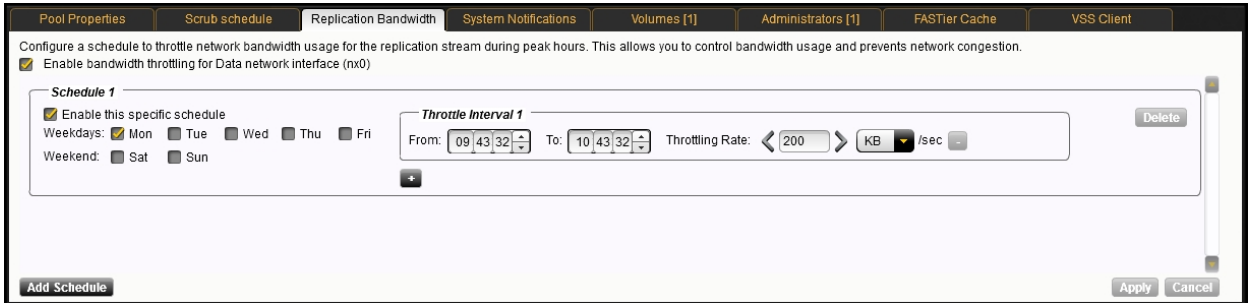 Pool Properties Scrub schedule Replication Bandwidth System Notifications Volumes [1] Administrators [1] FASTier Cache VSS Client
Configure a schedule to throttle network bandwidth usage for the replication stream during peak hours. This allows you to control bandwidth usage and prevents network congestion.
Enable bandwidth throttling for Data network interface (nx0)
Schedule 1
Enable this specific schedule
Weekdays: Mon Tue Wed Thu Fri
Weekend: Sat Sun
Throttle Interval 1
From: 09 43 32 To: 10 43 32 Throttling Rate: 200 KB /sec -
+
Delete
Add Schedule Apply Cancel